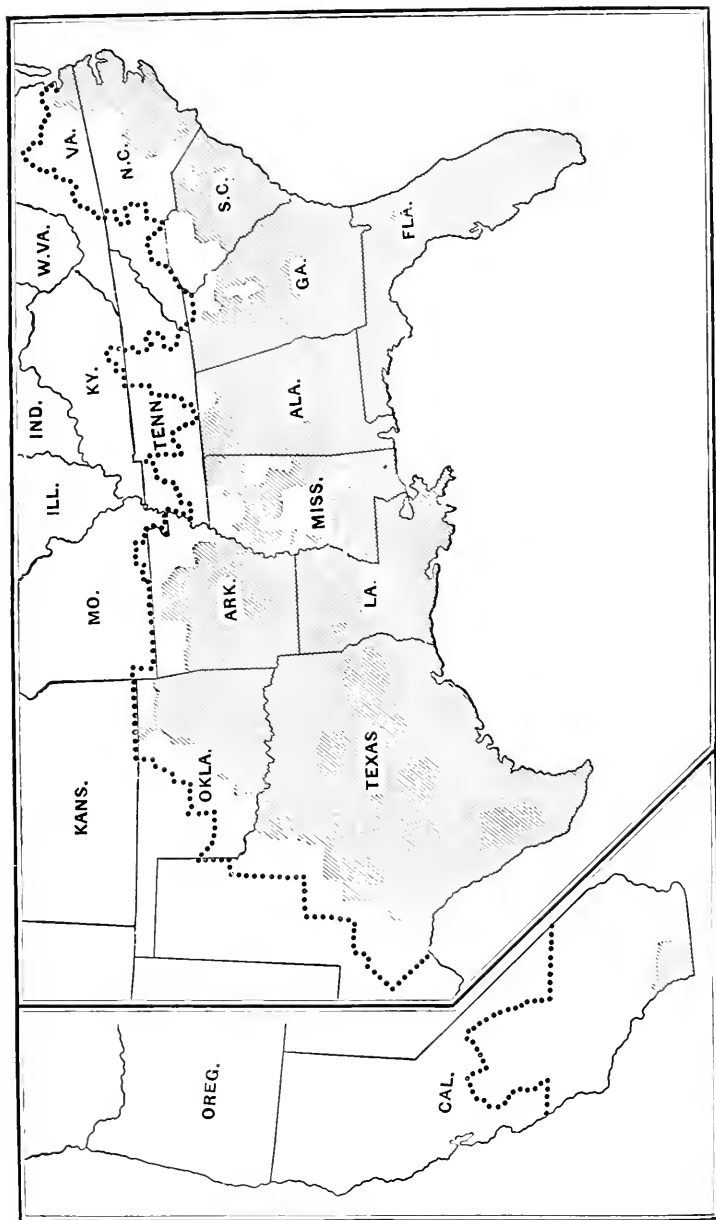 OREG.
CAL.
KANS.
MO.
ILL.
IND.
W.VA.
KY.
VA.
TENN
N.C.
OKLA.
ARK.
S.C.
TEXAS
LA.
MISS.
ALA.
GA.
FLA.